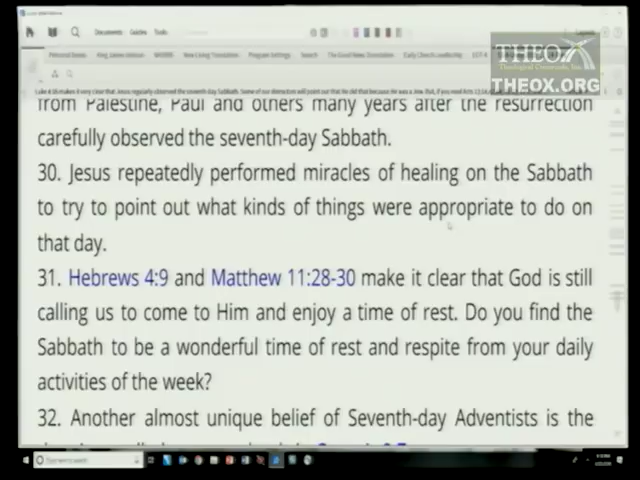 Documents Guides Tools
THEOX
THEOX.ORG
from Palestine, Paul and others many years after the resurrection
carefully observed the seventh-day Sabbath.
30. Jesus repeatedly performed miracles of healing on the Sabbath
to try to point out what kinds of things were appropriate to do on
that day.
31. Hebrews 4:9 and Matthew 11:28-30 make it clear that God is still
calling us to come to Him and enjoy a time of rest. Do you find the
Sabbath to be a wonderful time of rest and respite from your daily
activities of the week?
32. Another almost unique belief of Seventh-day Adventists is the